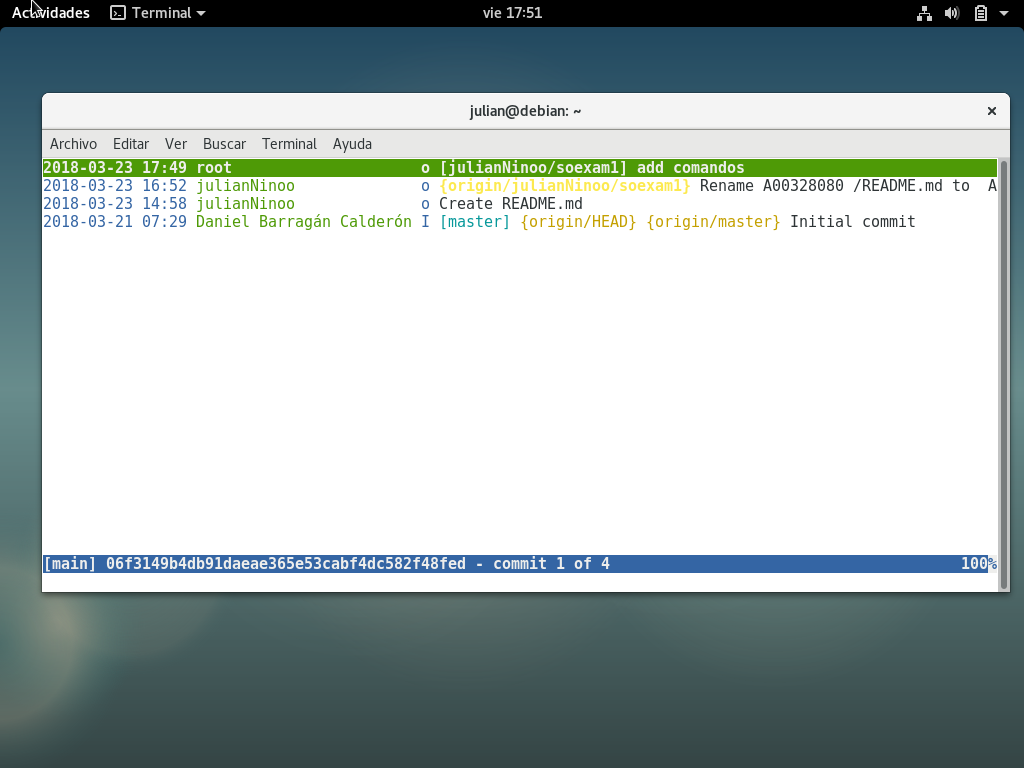 Actividades Terminal vie 17:51
julian@debian: ~ ×
Archivo Editar Ver Buscar Terminal Ayuda
2018-03-23 17:49 root o [julianNinoo/soexam1] add comandos
2018-03-23 16:52 julianNinoo o {origin/julianNinoo/soexam1} Rename A00328080 /README.md to A
2018-03-23 14:58 julianNinoo o Create README.md
2018-03-21 07:29 Daniel Barragán Calderón I [master] {origin/HEAD} {origin/master} Initial commit
[main] 06f3149b4db91daeae365e53cabf4dc582f48fed - commit 1 of 4 100%